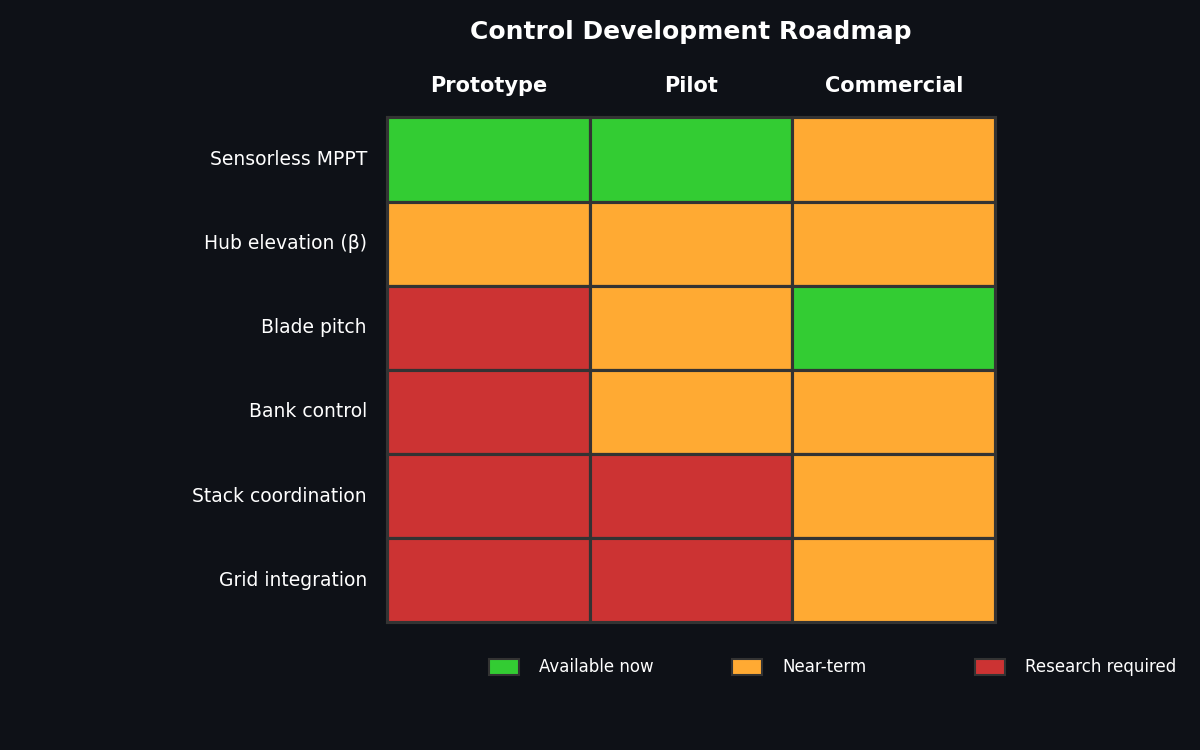 Control Development Roadmap
Prototype Pilot Commercial
Sensorless MPPT
Hub elevation (β)
Blade pitch
Bank control
Stack coordination
Grid integration
Available now Near-term Research required